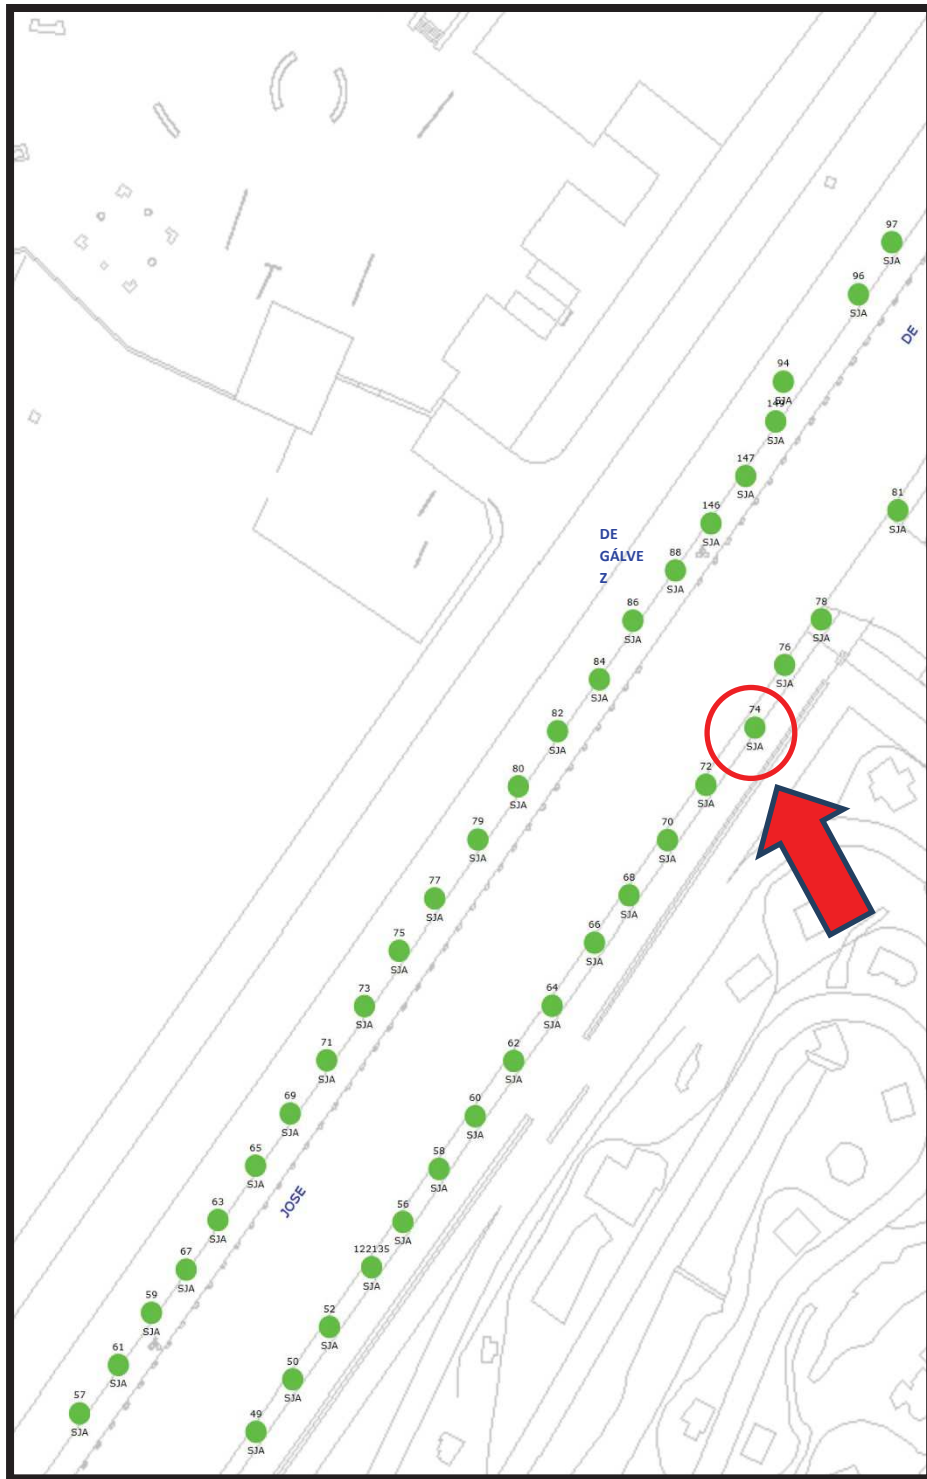 97
SJA
96
SJA
DE
94
SJA
149
SJA
147
SJA
81
SJA
146
SJA
DE
GÁLVE
Z
88
SJA
86
SJA
78
SJA
84
SJA
76
SJA
82
SJA
74
SJA
80
SJA
72
SJA
79
SJA
70
SJA
77
SJA
68
SJA
75
SJA
66
SJA
73
SJA
64
SJA
71
SJA
62
SJA
69
SJA
60
SJA
65
SJA
58
SJA
JOSE
63
SJA
56
SJA
67
SJA
122135
59
SJA
52
SJA
61
SJA
50
SJA
57
SJA
49
SJA